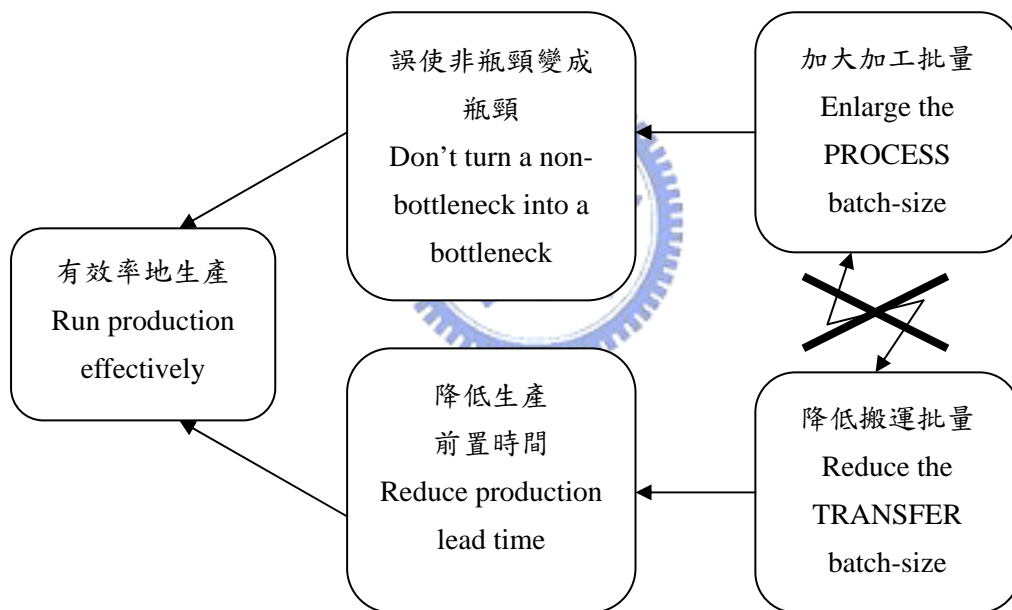 誤使非瓶頸變成
瓶頸
Don’t turn a non-
bottleneck into a
bottleneck
加大加工批量
Enlarge the
PROCESS
batch-size
有效率地生產
Run production
effectively
降低生產
前置時間
Reduce production
lead time
降低搬運批量
Reduce the
TRANSFER
batch-size